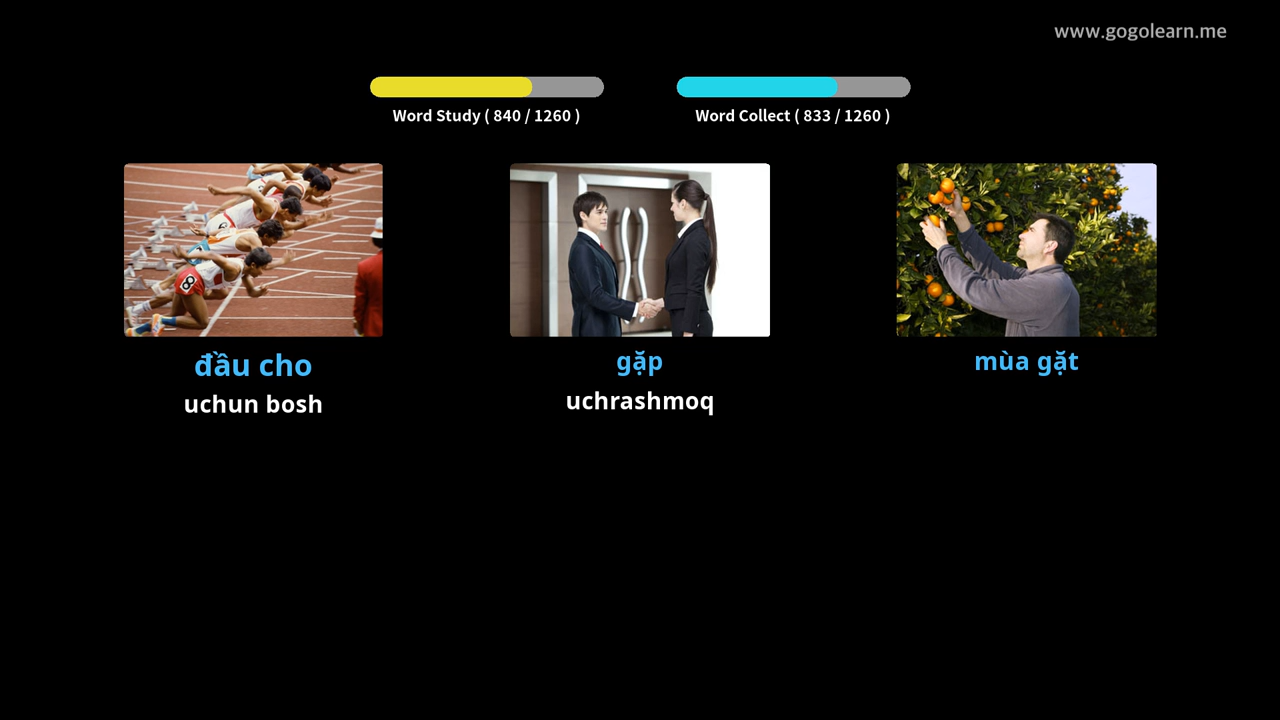 www.gogolearn.me
Word Study ( 840 / 1260 )
Word Collect ( 833 / 1260 )
8
đầu cho
uchun bosh
gặp
uchrashmoq
mùa gặt